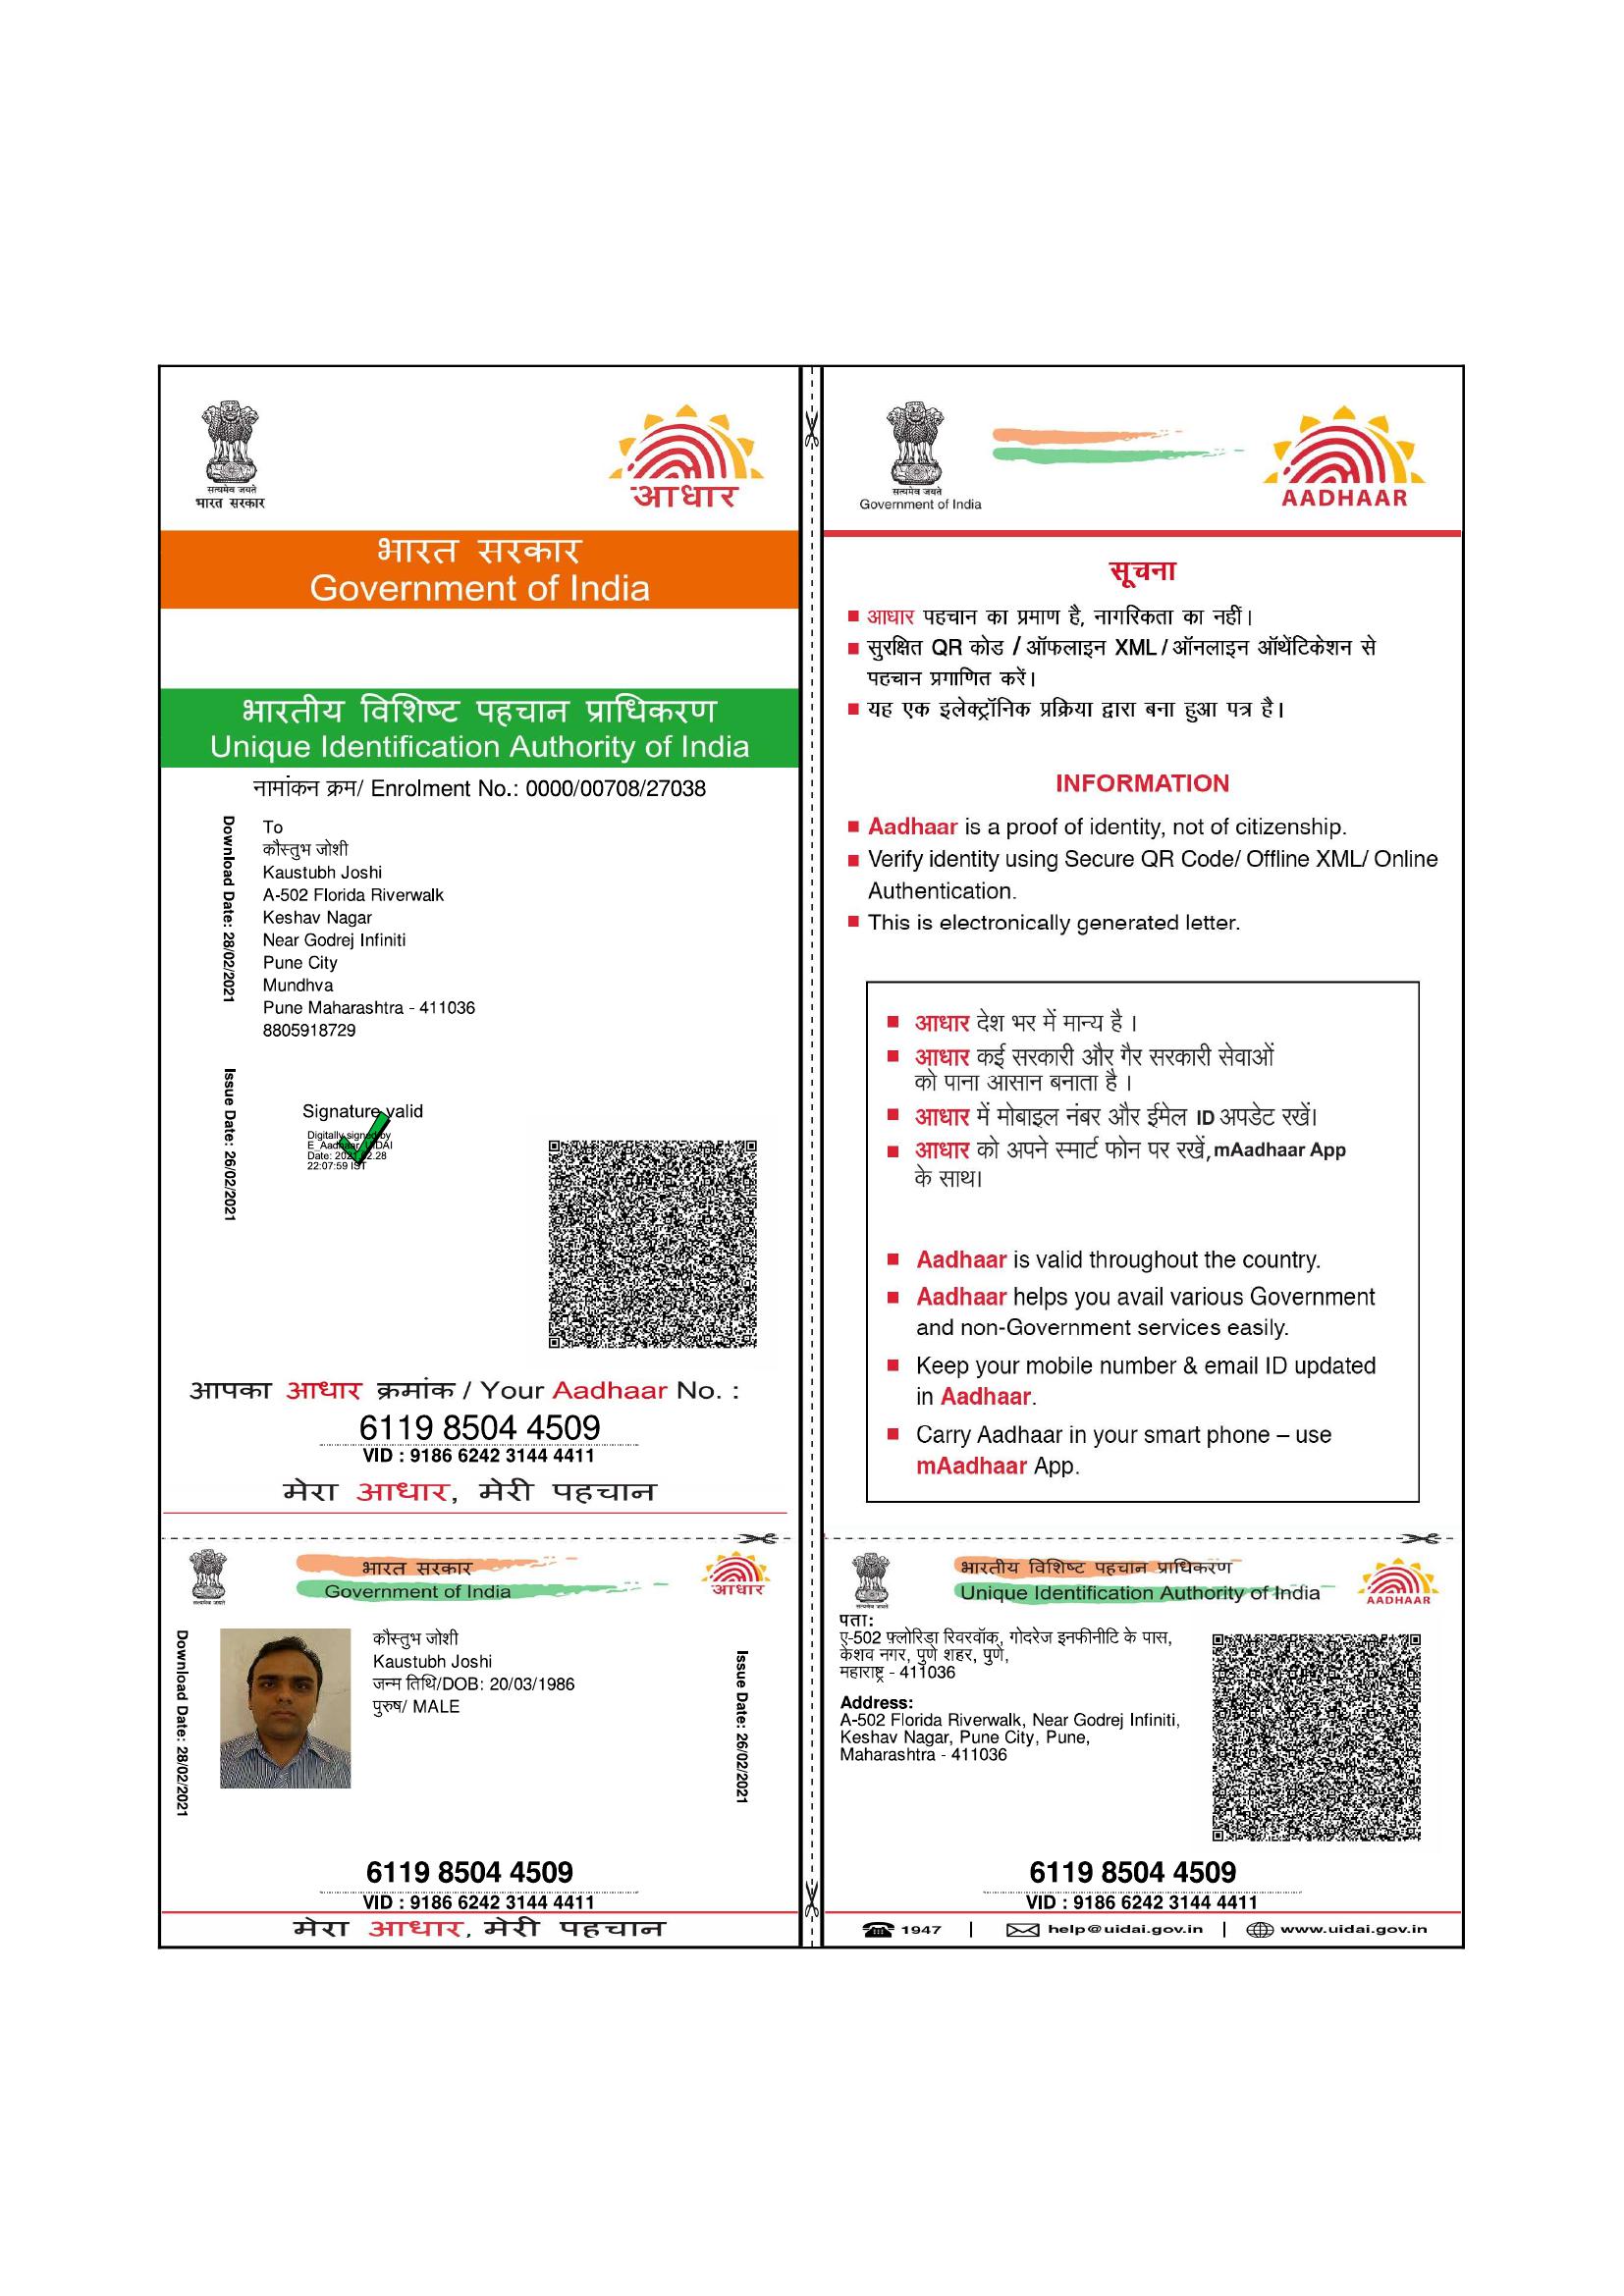 सत्यमेव जयते
भारत सरकार
आधार
भारत सरकार
Government of India
भारतीय विशिष्ट पहचान प्राधिकरण
Unique Identification Authority of India
नामांकन क्रम/ Enrolment No.: 0000/00708/27038
Download Date: 28/02/2021
To
कौस्तुभ जोशी
Kaustubh Joshi
A-502 Florida Riverwalk
Keshav Nagar
Near Godrej Infiniti
Pune City
Mundhva
Pune Maharashtra - 411036
8805918729
Issue Date: 26/02/2021
Signature valid
Digitally signed by
E Aadhaar UIDAI
Date: 2021.02.28
22:07:59 IST
आपका आधार क्रमांक / Your Aadhaar No. :
6119 8504 4509
VID : 9186 6242 3144 4411
मेरा आधार, मेरी पहचान
सत्यमेव जयते
Government of India
AADHAAR
सूचना
आधार पहचान का प्रमाण है, नागरिकता का नहीं।
सुरक्षित QR कोड / ऑफलाइन XML / ऑनलाइन ऑथेंटिकेशन से
पहचान प्रगाणित करें।
यह एक इलेक्ट्रॉनिक प्रक्रिया द्वारा बना हुआ पत्र है।
INFORMATION
Aadhaar is a proof of identity, not of citizenship.
Verify identity using Secure QR Code/ Offline XML/ Online
Authentication.
This is electronically generated letter.
आधार देश भर में मान्य है ।
आधार कई सरकारी और गैर सरकारी सेवाओं
को पाना आसान बनाता है ।
आधार में मोबाइल नंबर और ईमेल ID अपडेट रखें।
आधार को अपने स्मार्ट फोन पर रखें, mAadhaar App
के साथ।
Aadhaar is valid throughout the country.
Aadhaar helps you avail various Government
and non-Government services easily.
Keep your mobile number & email ID updated
in Aadhaar.
Carry Aadhaar in your smart phone – use
mAadhaar App.
सत्यमेव जयते
भारत सरकार
Government of India
आधार
Download Date: 28/02/2021
कौस्तुभ जोशी
Kaustubh Joshi
जन्म तिथि/DOB: 20/03/1986
पुरुष/ MALE
Issue Date: 26/02/2021
6119 8504 4509
VID : 9186 6242 3144 4411
मेरा आधार, मेरी पहचान
सत्यमेव जयते
भारतीय विशिष्ट पहचान प्राधिकरण
Unique Identification Authority of India
AADHAAR
पता:
ए-502 फ़्लोरिडा रिवरवॉक, गोदरेज इनफीनीटि के पास,
केशव नगर, पुणे शहर, पुणे,
महाराष्ट्र - 411036
Address:
A-502 Florida Riverwalk, Near Godrej Infiniti,
Keshav Nagar, Pune City, Pune,
Maharashtra - 411036
6119 8504 4509
VID : 9186 6242 3144 4411
1947 | help@uidai.gov.in | www.uidai.gov.in